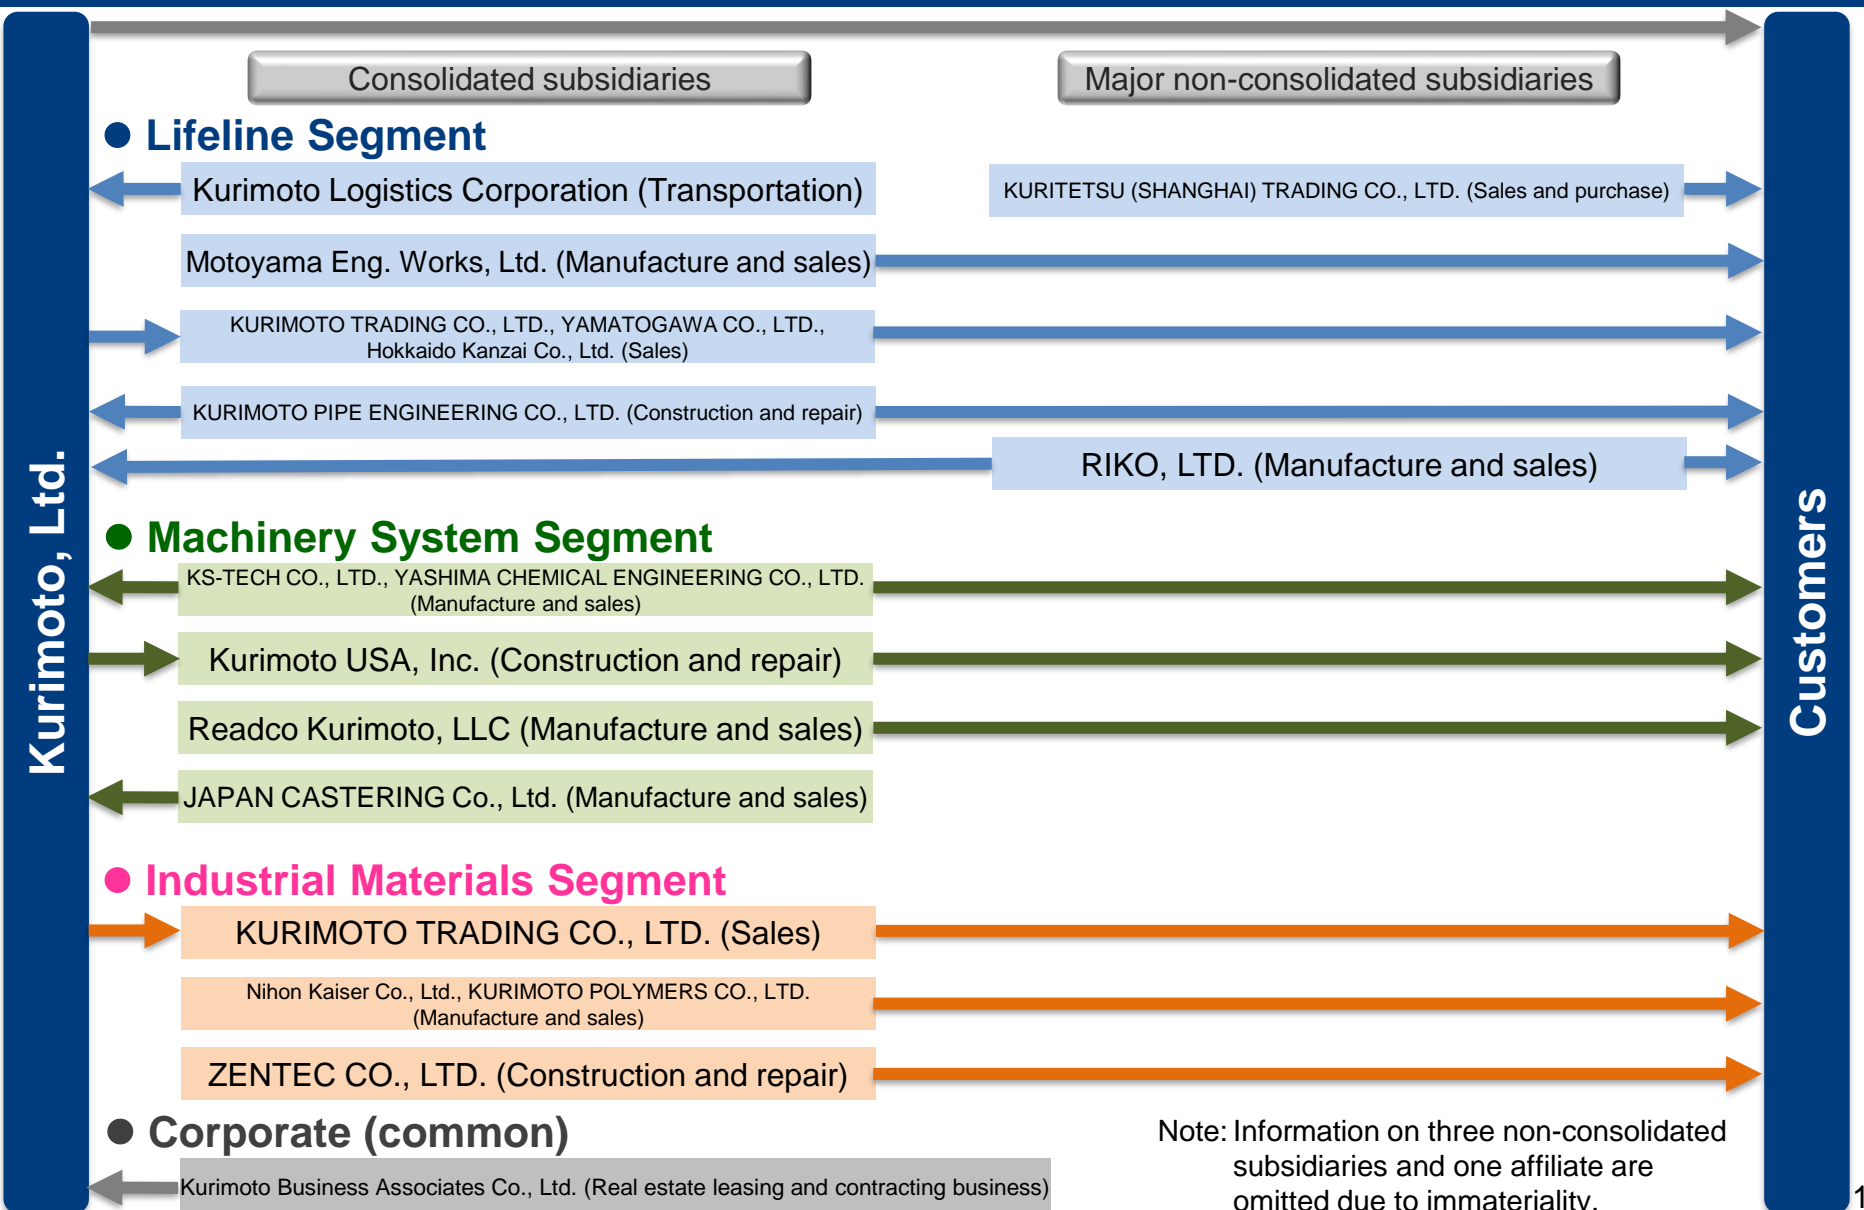 Kurimoto, Ltd.
Customers
Consolidated subsidiaries
Major non-consolidated subsidiaries
● Lifeline Segment
Kurimoto Logistics Corporation (Transportation)
KURITETSU (SHANGHAI) TRADING CO., LTD. (Sales and purchase)
Motoyama Eng. Works, Ltd. (Manufacture and sales)
KURIMOTO TRADING CO., LTD., YAMATOGAWA CO., LTD.,
Hokkaido Kanzai Co., Ltd. (Sales)
KURIMOTO PIPE ENGINEERING CO., LTD. (Construction and repair)
RIKO, LTD. (Manufacture and sales)
● Machinery System Segment
KS-TECH CO., LTD., YASHIMA CHEMICAL ENGINEERING CO., LTD.
(Manufacture and sales)
Kurimoto USA, Inc. (Construction and repair)
Readco Kurimoto, LLC (Manufacture and sales)
JAPAN CASTERING Co., Ltd. (Manufacture and sales)
● Industrial Materials Segment
KURIMOTO TRADING CO., LTD. (Sales)
Nihon Kaiser Co., Ltd., KURIMOTO POLYMERS CO., LTD.
(Manufacture and sales)
ZENTEC CO., LTD. (Construction and repair)
● Corporate (common)
Kurimoto Business Associates Co., Ltd. (Real estate leasing and contracting business)
Note: Information on three non-consolidated
subsidiaries and one affiliate are
omitted due to immateriality.
1